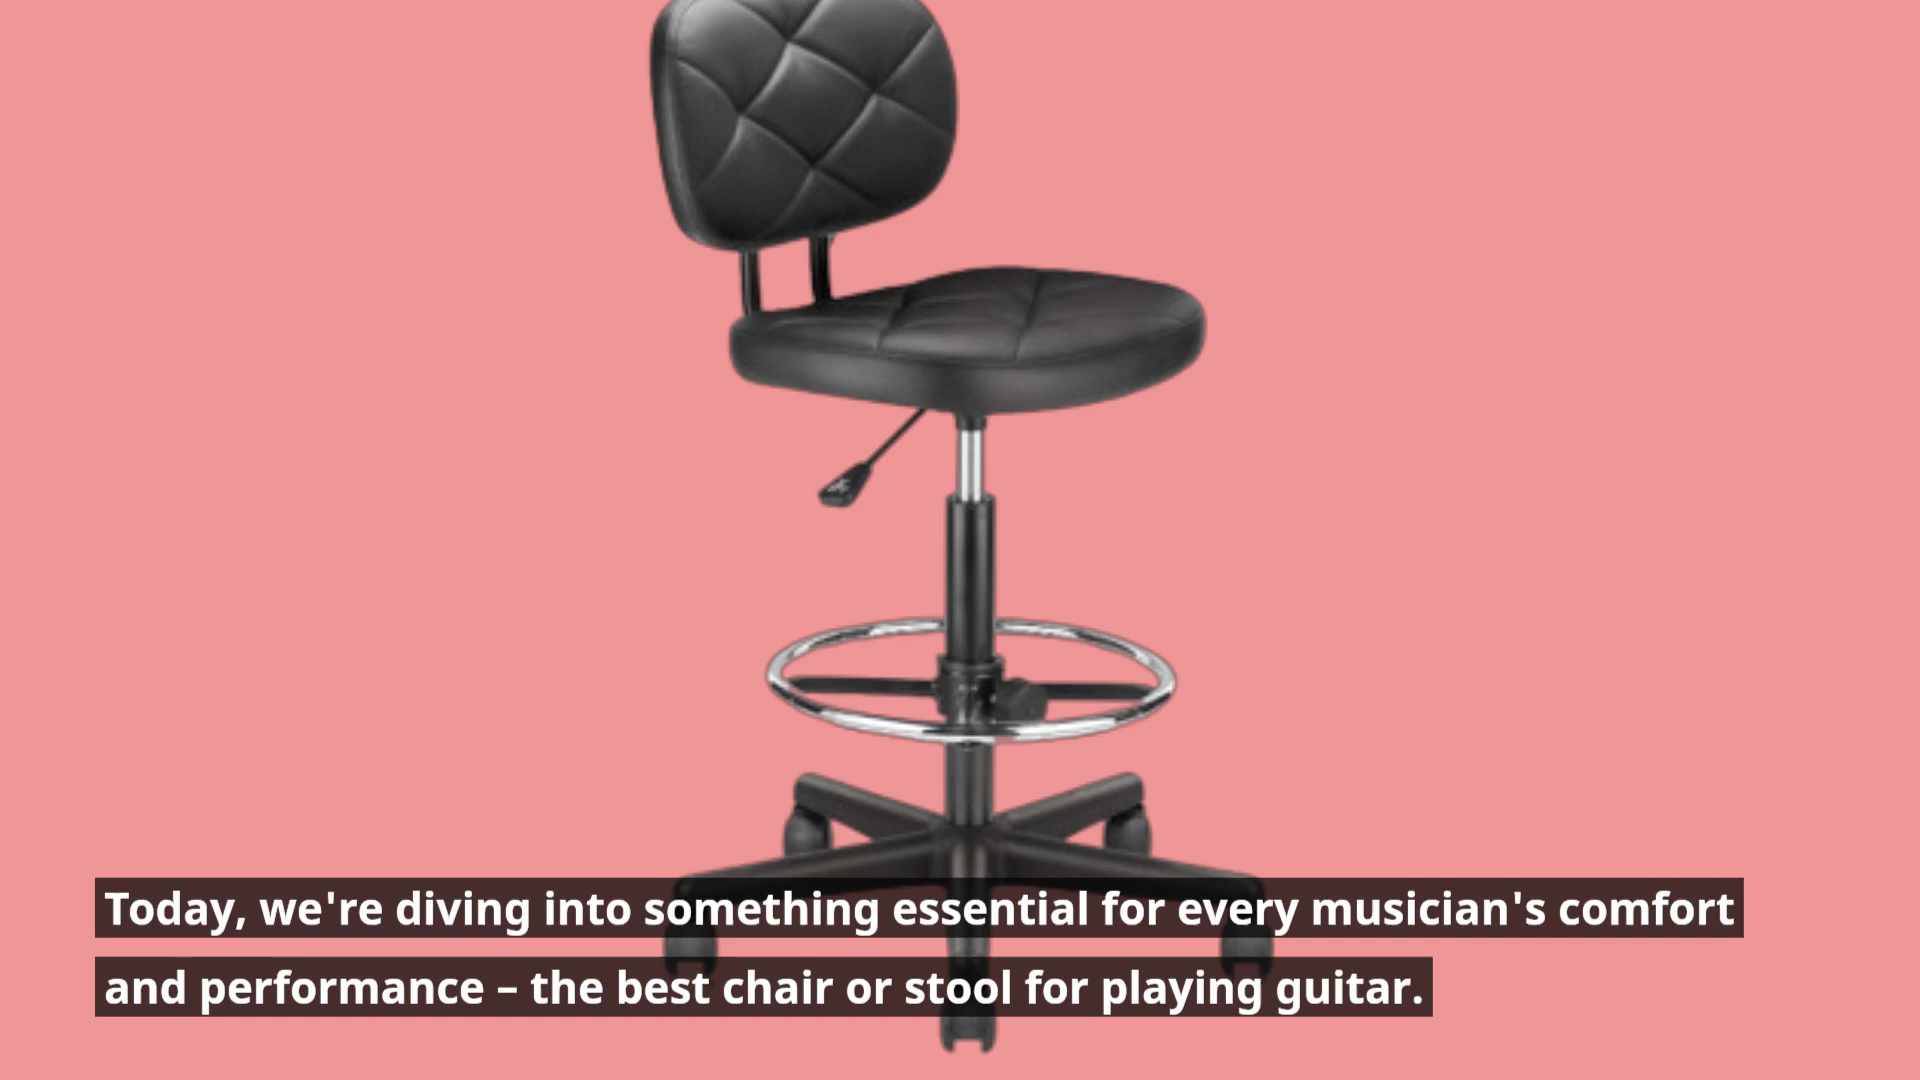 Today, we're diving into something essential for every musician's comfort
and performance – the best chair or stool for playing guitar.